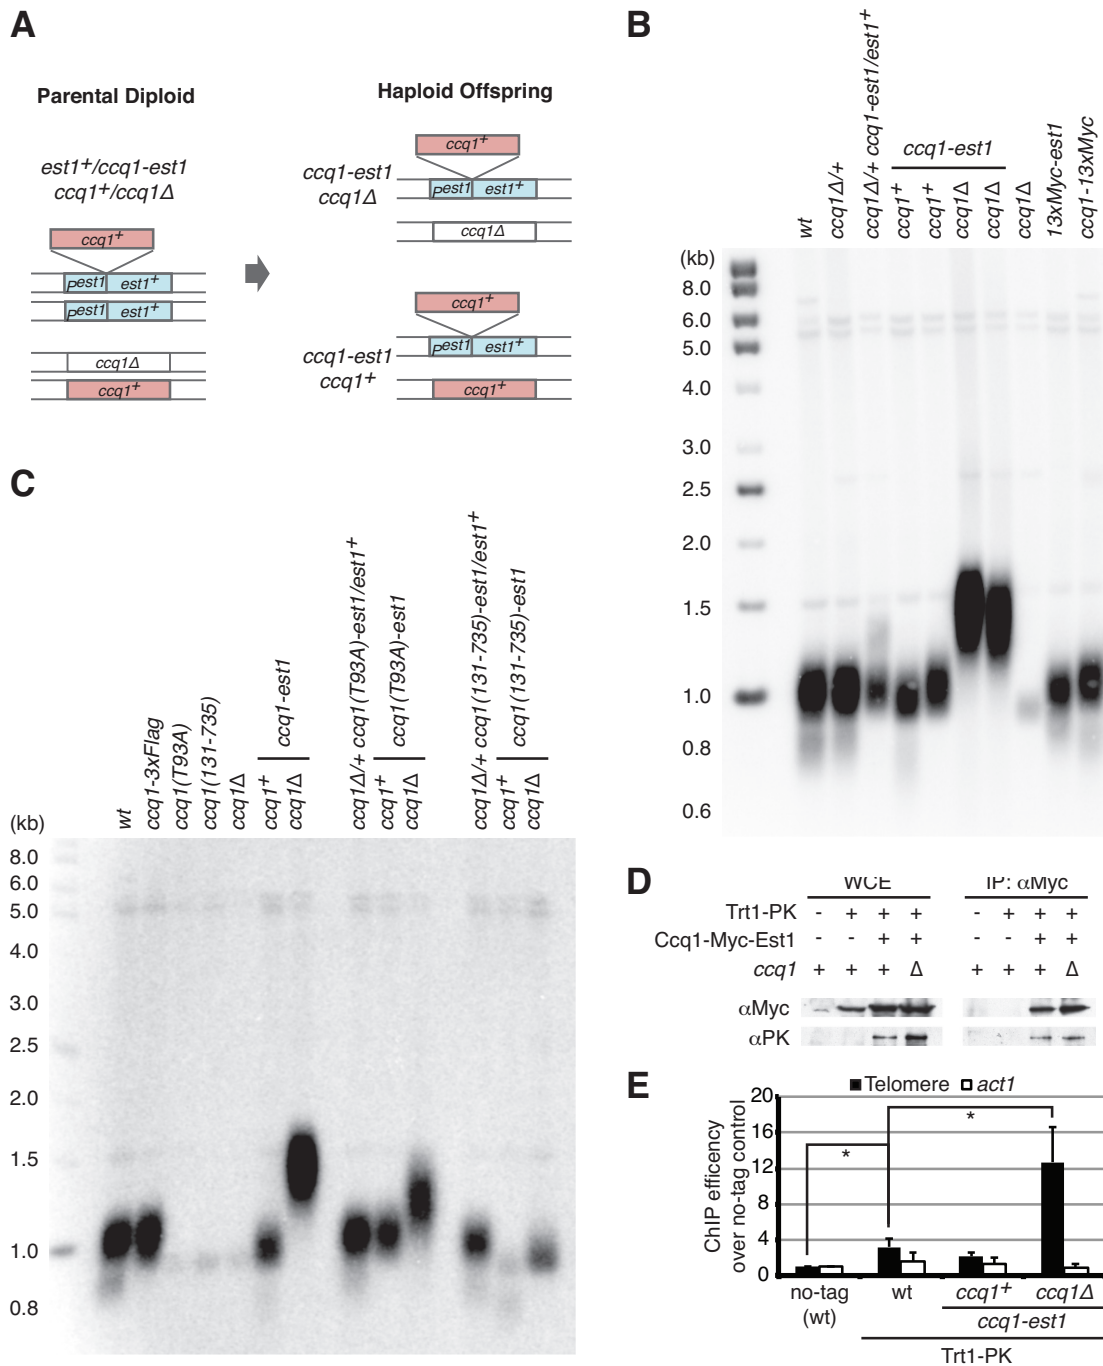 A
Parental Diploid
Haploid Offspring
est1+/ccq1-est1
ccq1+/ccq1Δ
ccq1+
Pest1 est1+
Pest1 est1+
ccq1Δ
ccq1+
ccq1-est1
ccq1Δ
ccq1+
Pest1 est1+
ccq1Δ
ccq1-est1
ccq1+
ccq1+
Pest1 est1+
ccq1+
B
ccq1-est1
wt
ccq1Δ/+
ccq1Δ/+ ccq1-est1/est1+
ccq1+
ccq1+
ccq1Δ
ccq1Δ
ccq1Δ
13xMyc-est1
ccq1-13xMyc
(kb)
8.0
6.0
5.0
4.0
3.0
2.5
2.0
1.5
1.0
0.8
0.6
C
wt
ccq1-3xFlag
ccq1(T93A)
ccq1(131-735)
ccq1Δ
ccq1-est1
ccq1+
ccq1Δ
ccq1Δ/+ ccq1(T93A)-est1/est1+
ccq1(T93A)-est1
ccq1+
ccq1Δ
ccq1Δ/+ ccq1(131-735)-est1/est1+
ccq1(131-735)-est1
ccq1+
ccq1Δ
(kb)
8.0
6.0
5.0
4.0
3.0
2.5
2.0
1.5
1.0
0.8
D
WCE IP: αMyc
Trt1-PK - + + + - + + +
Ccq1-Myc-Est1 - - + + - - + +
ccq1 + + + Δ + + + Δ
αMyc
αPK
E
Telomere act1
ChIP efficency
over no-tag control
20
16
12
8
4
0
*
*
no-tag
(wt)
wt
ccq1+
ccq1Δ
ccq1-est1
Trt1-PK